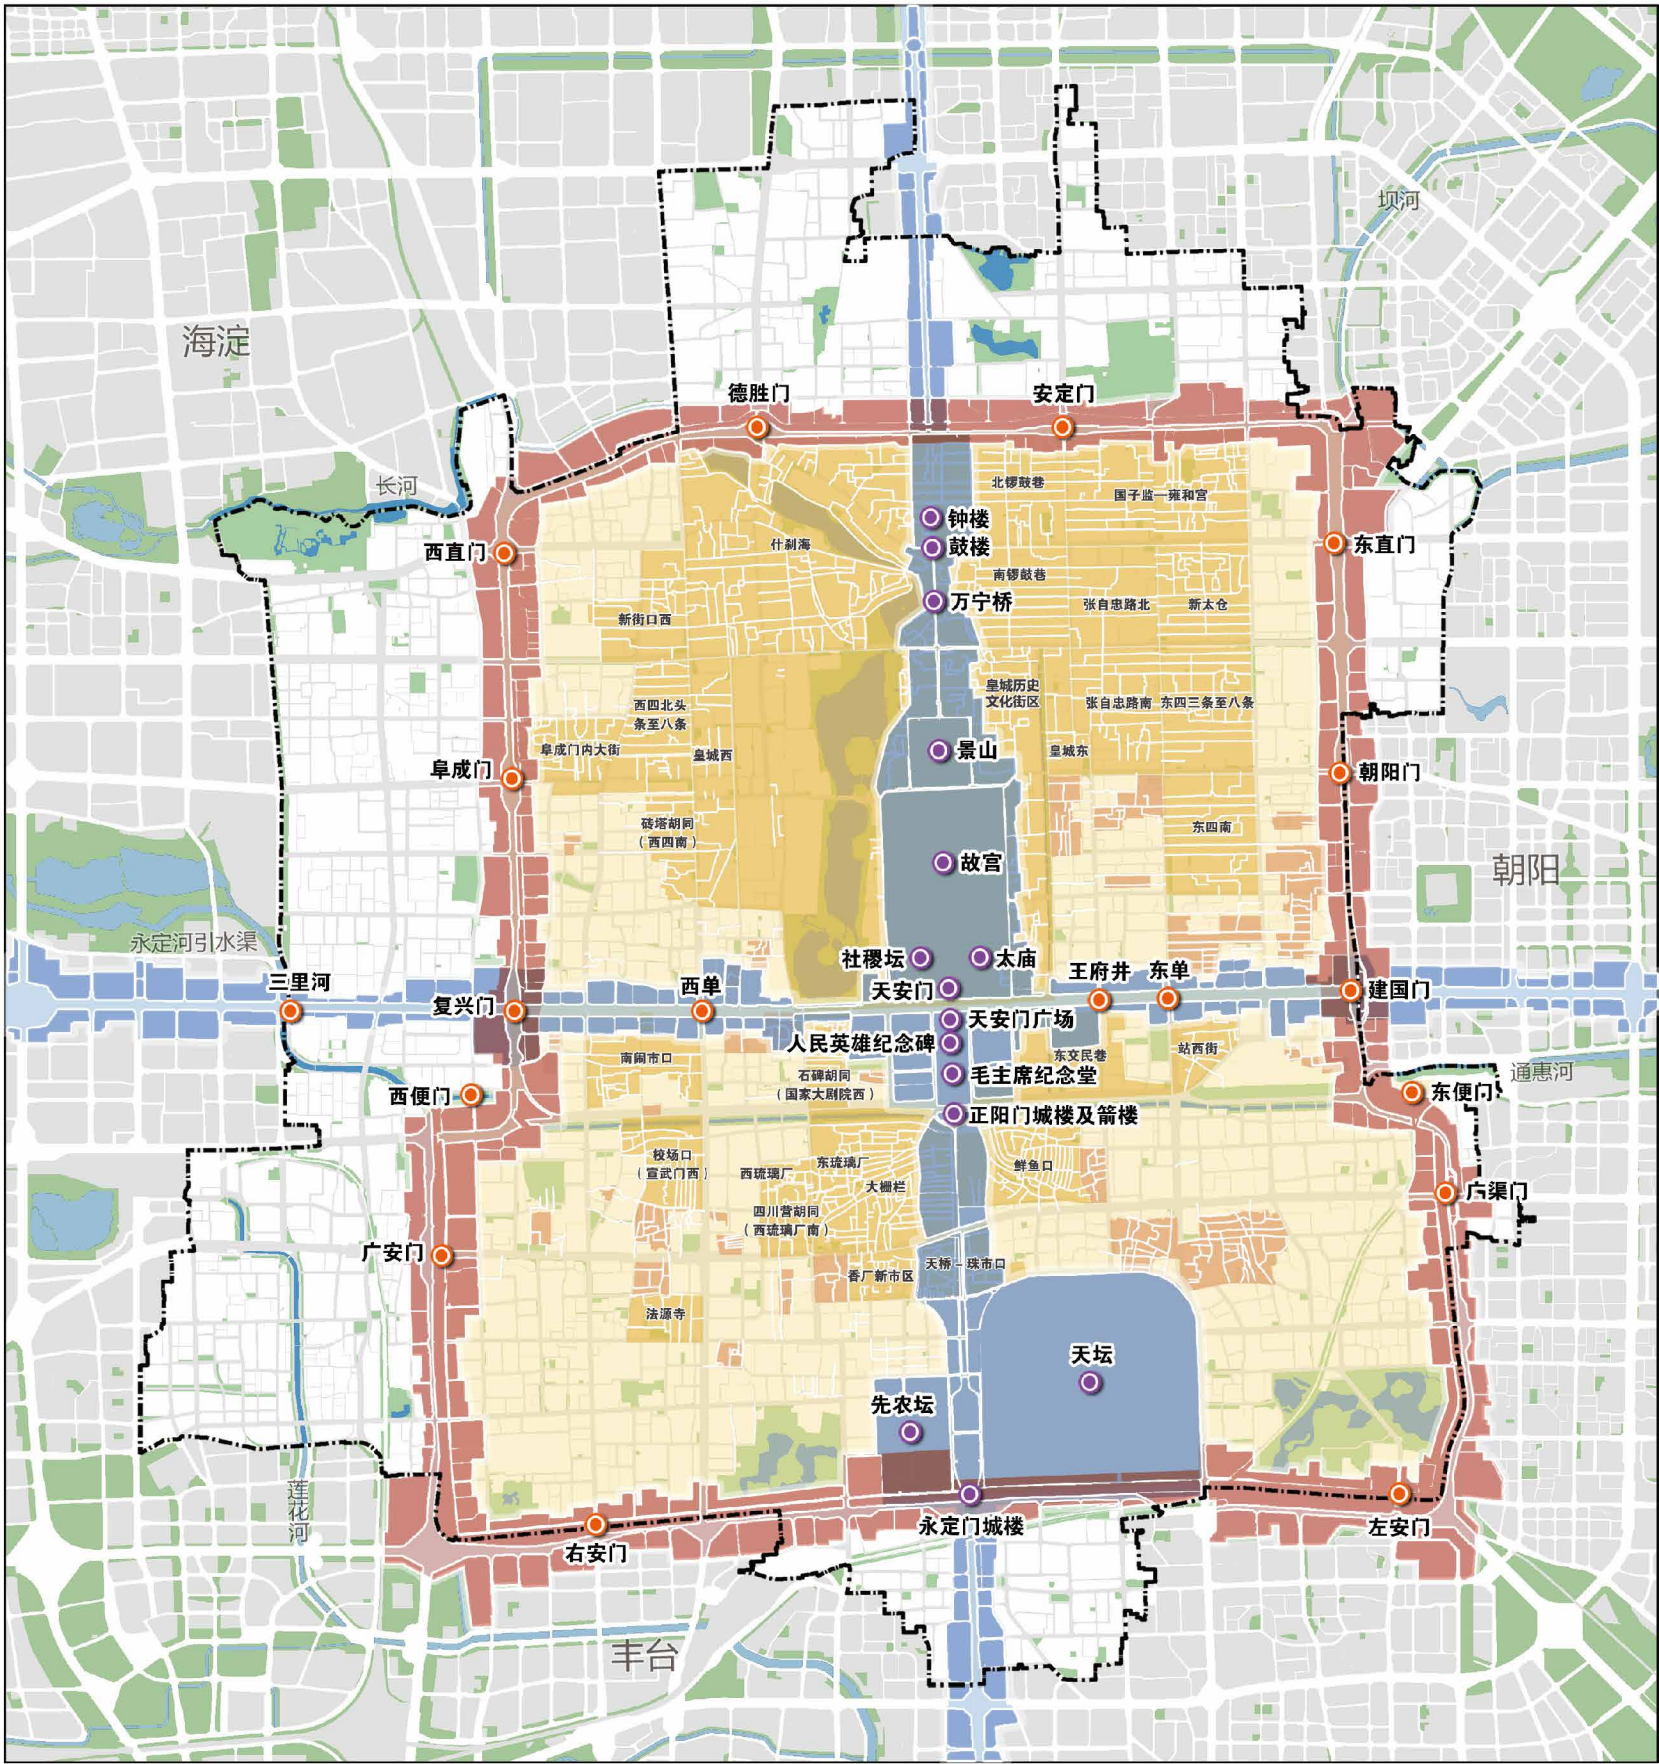 坝河
海淀
德胜门
安定门
长河
北锣鼓巷
国子监—雍和宫
钟楼
什刹海
鼓楼
西直门
东直门
南锣鼓巷
万宁桥
张自忠路北
新太仓
新街口西
皇城历史
文化街区
西四北头
条至八条
张自忠路南
东四三条至八条
阜成门内大街
皇城西
景山
皇城东
阜成门
朝阳门
砖塔胡同
（西四南）
东四南
故宫
朝阳
永定河引水渠
社稷坛
太庙
三里河
西单
天安门
王府井
东单
建国门
复兴门
天安门广场
人民英雄纪念碑
南闹市口
东交民巷
站西街
石碑胡同
（国家大剧院西）
毛主席纪念堂
通惠河
西便门
东便门
正阳门城楼及箭楼
校场口
（宣武门西）
西琉璃厂
东琉璃厂
大栅栏
鲜鱼口
广渠门
四川营胡同
（西琉璃厂南）
广安门
香厂新市区
天桥－珠市口
法源寺
天坛
先农坛
莲花河
永定门城楼
右安门
左安门
丰台